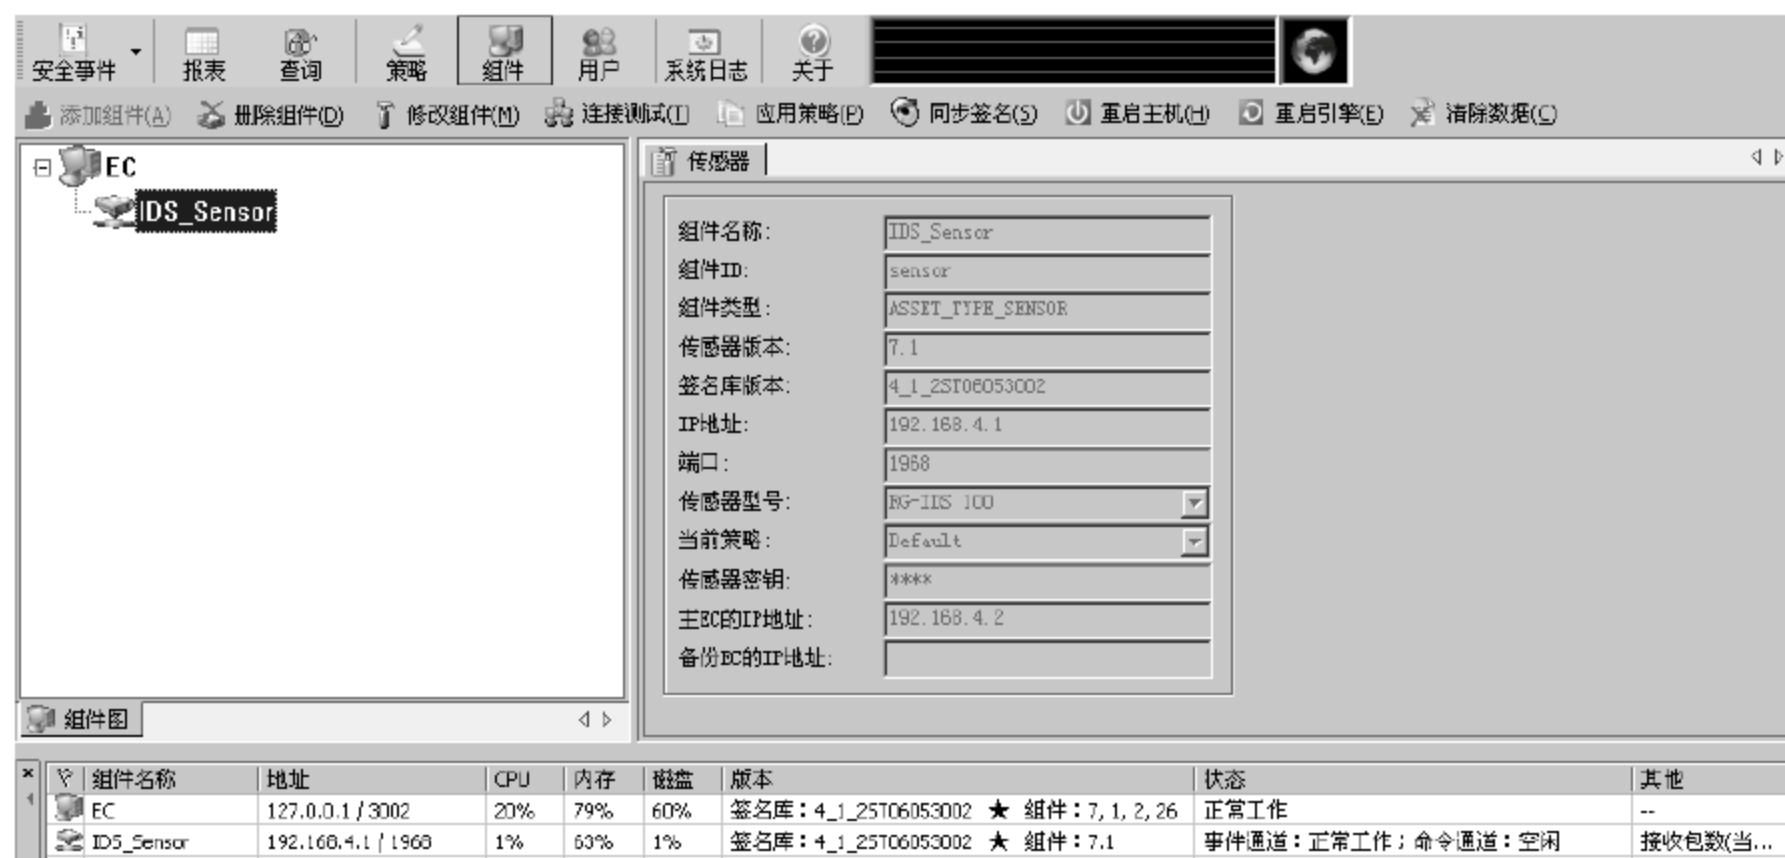 安全事件 报表 查询 策略 组件 用户 系统日志 关于
添加组件(A) 删除组件(D) 修改组件(M) 连接测试(T) 应用策略(P) 同步签名(S) 重启主机(H) 重启引擎(E) 清除数据(C)
EC
IDS_Sensor
组件图
传感器
组件名称: IDS_Sensor
组件ID: sensor
组件类型: ASSET_TYPE_SENSOR
传感器版本: 7.1
签名库版本: 4_1_2ST06053002
IP地址: 192.168.4.1
端口: 1968
传感器型号: RG-IDS 100
当前策略: Default
传感器密钥: ****
主EC的IP地址: 192.168.4.2
备份EC的IP地址:
组件名称 地址 CPU 内存 磁盘 版本 状态 其他
EC 127.0.0.1 / 3002 20% 79% 60% 签名库：4_1_2ST06053002 ★ 组件：7, 1, 2, 26 正常工作 --
IDS_Sensor 192.168.4.1 / 1968 1% 63% 1% 签名库：4_1_2ST06053002 ★ 组件：7.1 事件通道：正常工作；命令通道：空闲 接收包数(当...